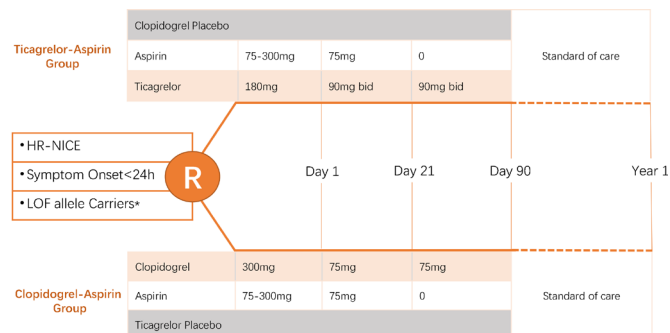 Clopidogrel Placebo
Ticagrelor-Aspirin
Group
Aspirin 75-300mg 75mg 0 Standard of care
Ticagrelor 180mg 90mg bid 90mg bid
•HR-NICE
•Symptom Onset<24h
•LOF allele Carriers*
R
Day 1 Day 21 Day 90 Year 1
Clopidogrel 300mg 75mg 75mg
Clopidogrel-Aspirin
Group
Aspirin 75-300mg 75mg 0 Standard of care
Ticagrelor Placebo